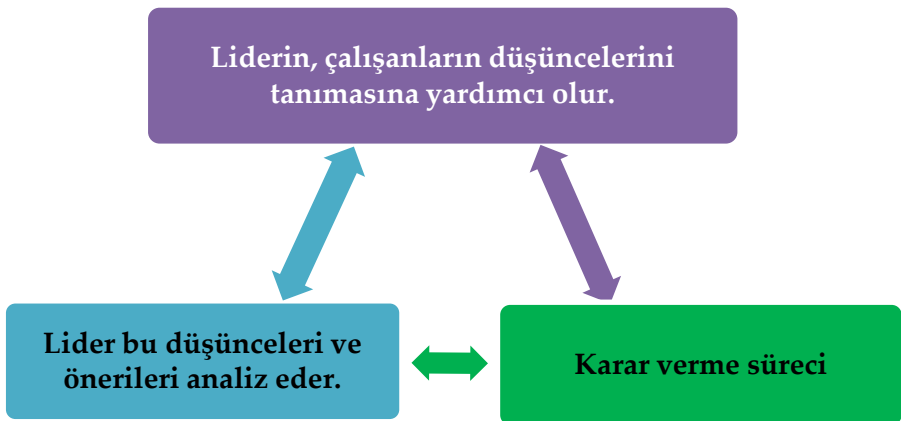 Liderin, çalışanların düşüncelerini
tanımasına yardımcı olur.
Lider bu düşünceleri ve
önerileri analiz eder.
Karar verme süreci